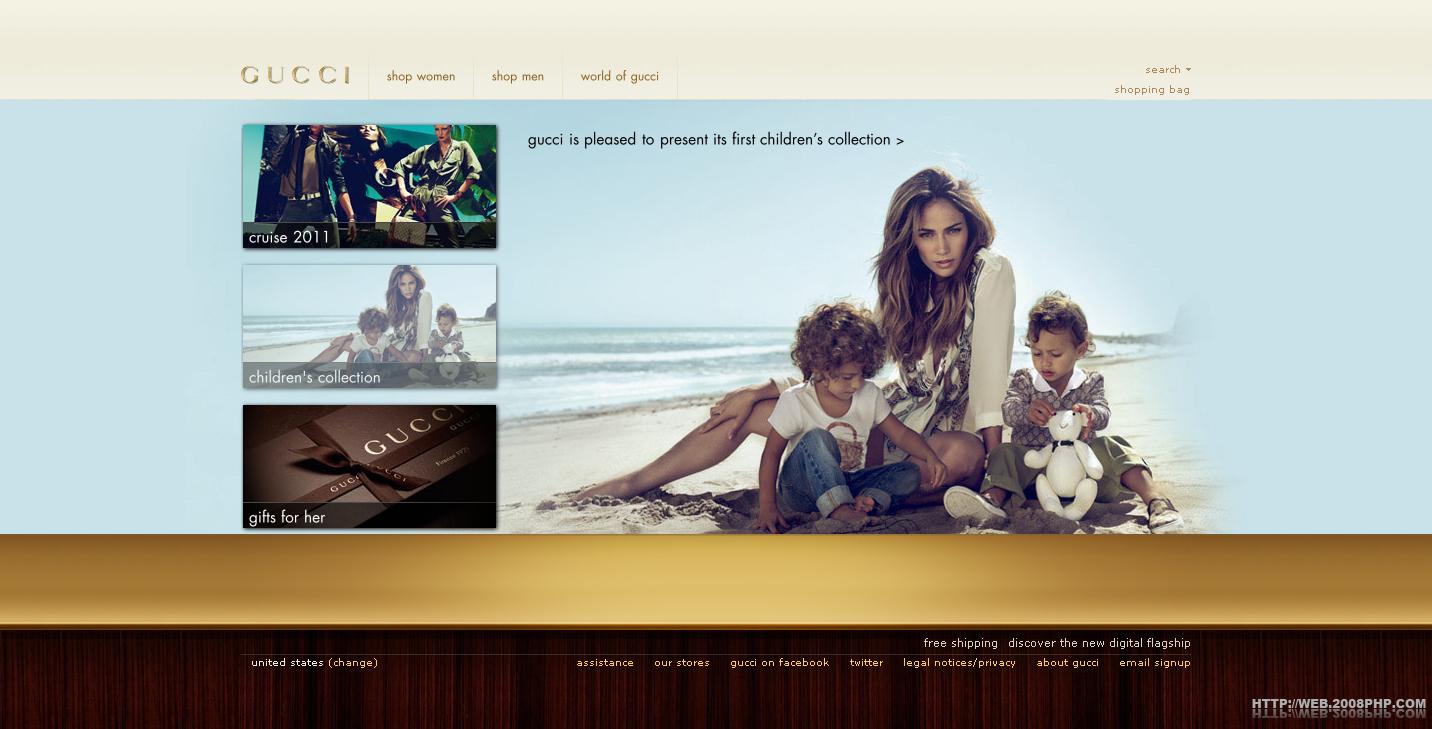 GUCCI
shop women
shop men
world of gucci
search
shopping bag
cruise 2011
children's collection
GUCCI
GUCCI
gifts for her
gucci is pleased to present its first children's collection >
free shipping discover the new digital flagship
united states (change)
assistance our stores gucci on facebook twitter legal notices/privacy about gucci email signup
HTTP://WEB.2008PHP.COM